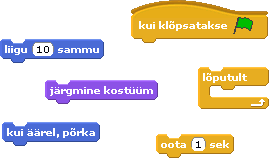 kui klõpsatakse
liigu 10 sammu
lõputult
järgmine kostüüm
kui äärel, põrka
oota 1 sek